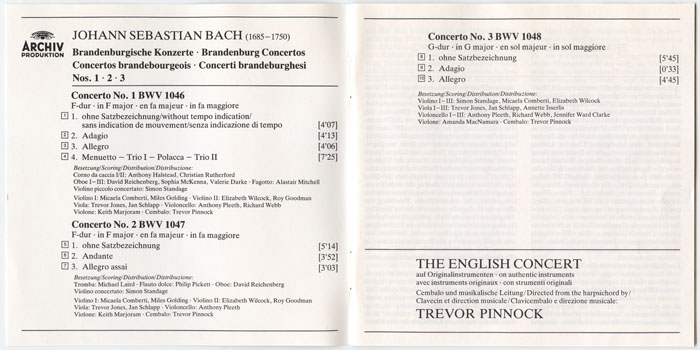 ARCHIV
PRODUKTION
JOHANN SEBASTIAN BACH (1685–1750)
Brandenburgische Konzerte · Brandenburg Concertos
Concertos brandebourgeois · Concerti brandeburghesi
Nos. 1 · 2 · 3
Concerto No. 1 BWV 1046
F-dur · in F major · en fa majeur · in fa maggiore
1 1. ohne Satzbezeichnung/without tempo indication/
sans indication de mouvement/senza indicazione di tempo [4'07]
2 2. Adagio [4'13]
3 3. Allegro [4'06]
4 4. Menuetto – Trio I – Polacca – Trio II [7'25]
Besetzung/Scoring/Distribution/Distribuzione:
Corno da caccia I/II: Anthony Halstead, Christian Rutherford
Oboe I–III: David Reichenberg, Sophia McKenna, Valerie Darke · Fagotto: Alastair Mitchell
Violino piccolo concertato: Simon Standage
Violino I: Micaela Comberti, Miles Golding · Violino II: Elizabeth Wilcock, Roy Goodman
Viola: Trevor Jones, Jan Schlapp · Violoncello: Anthony Pleeth, Richard Webb
Violone: Keith Marjoram · Cembalo: Trevor Pinnock
Concerto No. 2 BWV 1047
F-dur · in F major · en fa majeur · in fa maggiore
5 1. ohne Satzbezeichnung [5'14]
6 2. Andante [3'52]
7 3. Allegro assai [3'03]
Besetzung/Scoring/Distribution/Distribuzione:
Tromba: Michael Laird · Flauto dolce: Philip Pickett · Oboe: David Reichenberg
Violino concertato: Simon Standage
Violino I: Micaela Comberti, Miles Golding · Violino II: Elizabeth Wilcock, Roy Goodman
Viola: Trevor Jones, Jan Schlapp · Violoncello: Anthony Pleeth
Violone: Keith Marjoram · Cembalo: Trevor Pinnock
Concerto No. 3 BWV 1048
G-dur · in G major · en sol majeur · in sol maggiore
8 1. ohne Satzbezeichnung [5'45]
9 2. Adagio [0'33]
10 3. Allegro [4'45]
Besetzung/Scoring/Distribution/Distribuzione:
Violino I–III: Simon Standage, Micaela Comberti, Elizabeth Wilcock
Viola I–III: Trevor Jones, Jan Schlapp, Annette Isserlis
Violoncello I–III: Anthony Pleeth, Richard Webb, Jennifer Ward Clarke
Violone: Amanda MacNamara · Cembalo: Trevor Pinnock
THE ENGLISH CONCERT
auf Originalinstrumenten · on authentic instruments
avec instruments originaux · con strumenti originali
Cembalo und musikalische Leitung/Directed from the harpsichord by/
Clavecin et direction musicale/Clavicembalo e direzione musicale:
TREVOR PINNOCK